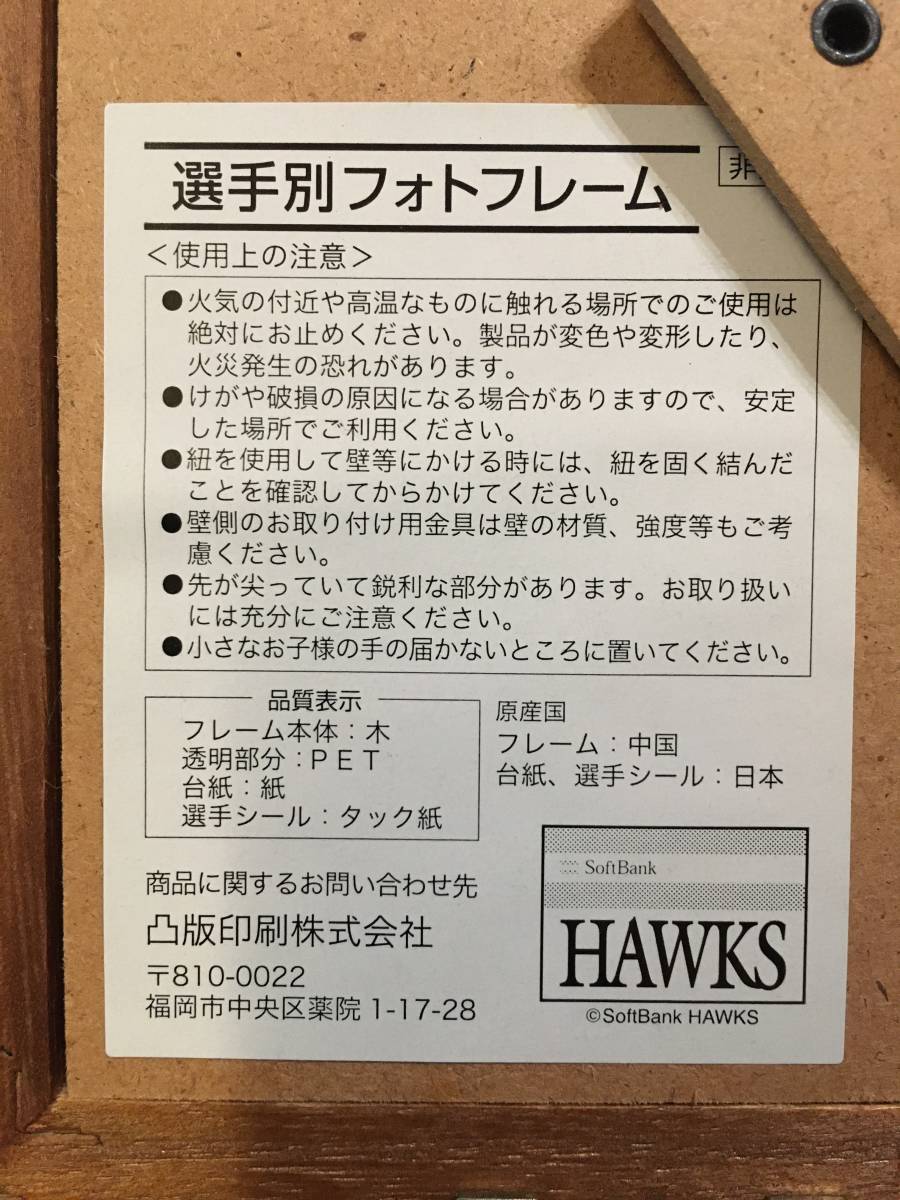 選手別フォトフレーム
非
＜使用上の注意＞
●火気の付近や高温なものに触れる場所でのご使用は
絶対にお止めください。製品が変色や変形したり、
火災発生の恐れがあります。
●けがや破損の原因になる場合がありますので、安定
した場所でご利用ください。
●紐を使用して壁等にかける時には、紐を固く結んだ
ことを確認してからかけてください。
●壁側のお取り付け用金具は壁の材質、強度等もご考
慮ください。
●先が尖っていて鋭利な部分があります。お取り扱い
には充分にご注意ください。
●小さなお子様の手の届かないところに置いてください。
品質表示
フレーム本体：木
透明部分：PET
台紙：紙
選手シール：タック紙
原産国
フレーム：中国
台紙、選手シール：日本
商品に関するお問い合わせ先
凸版印刷株式会社
〒810-0022
福岡市中央区薬院 1-17-28
SoftBank
HAWKS
©SoftBank HAWKS